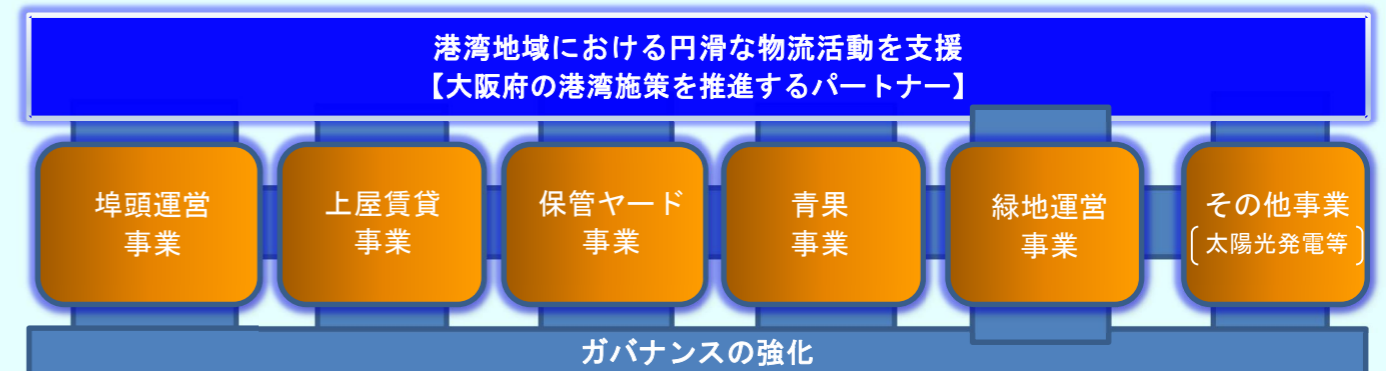 港湾地域における円滑な物流活動を支援
【大阪府の港湾施策を推進するパートナー】
埠頭運営
事業
上屋賃貸
事業
保管ヤード
事業
青果
事業
緑地運営
事業
その他事業
〔太陽光発電等〕
ガバナンスの強化